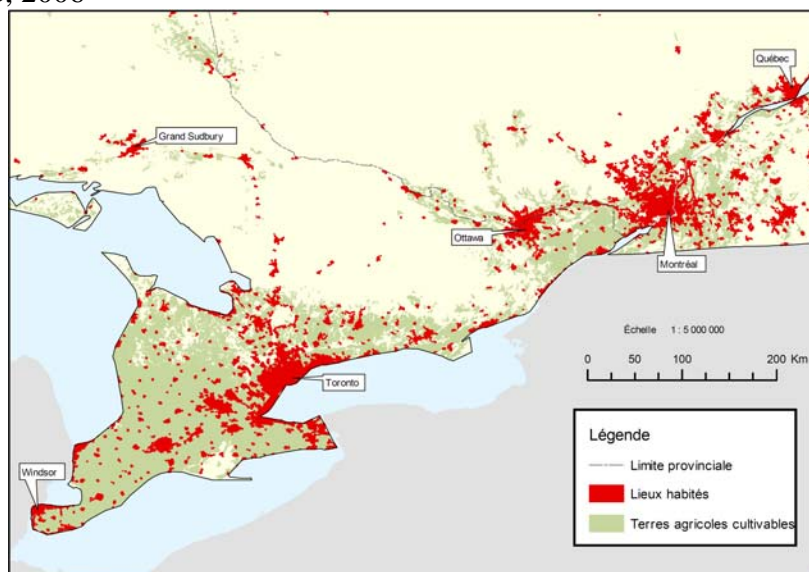 Québec
Grand Sudbury
Ottawa
Montréal
Échelle 1 : 5 000 000
0 50 100 200 Km
Toronto
Légende
Limite provinciale
Windsor
Lieux habités
Terres agricoles cultivables